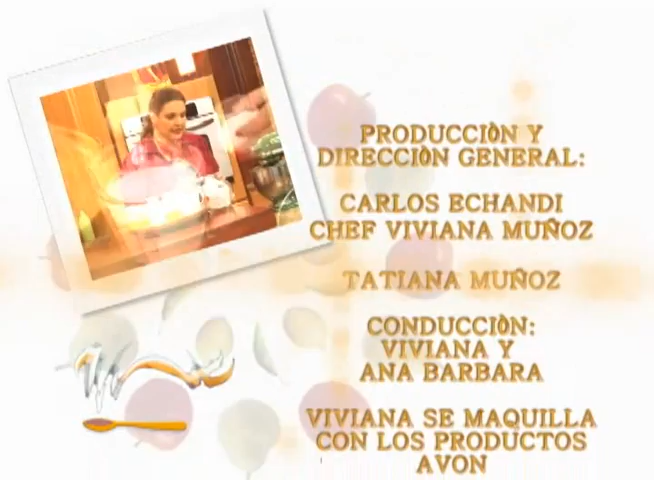 PRODUCCIÒN Y
DIRECCIÒN GENERAL:
CARLOS ECHANDI
CHEF VIVIANA MUÑOZ
TATIANA MUÑOZ
CONDUCCIÒN:
VIVIANA Y
ANA BARBARA
VIVIANA SE MAQUILLA
CON LOS PRODUCTOS
AVON